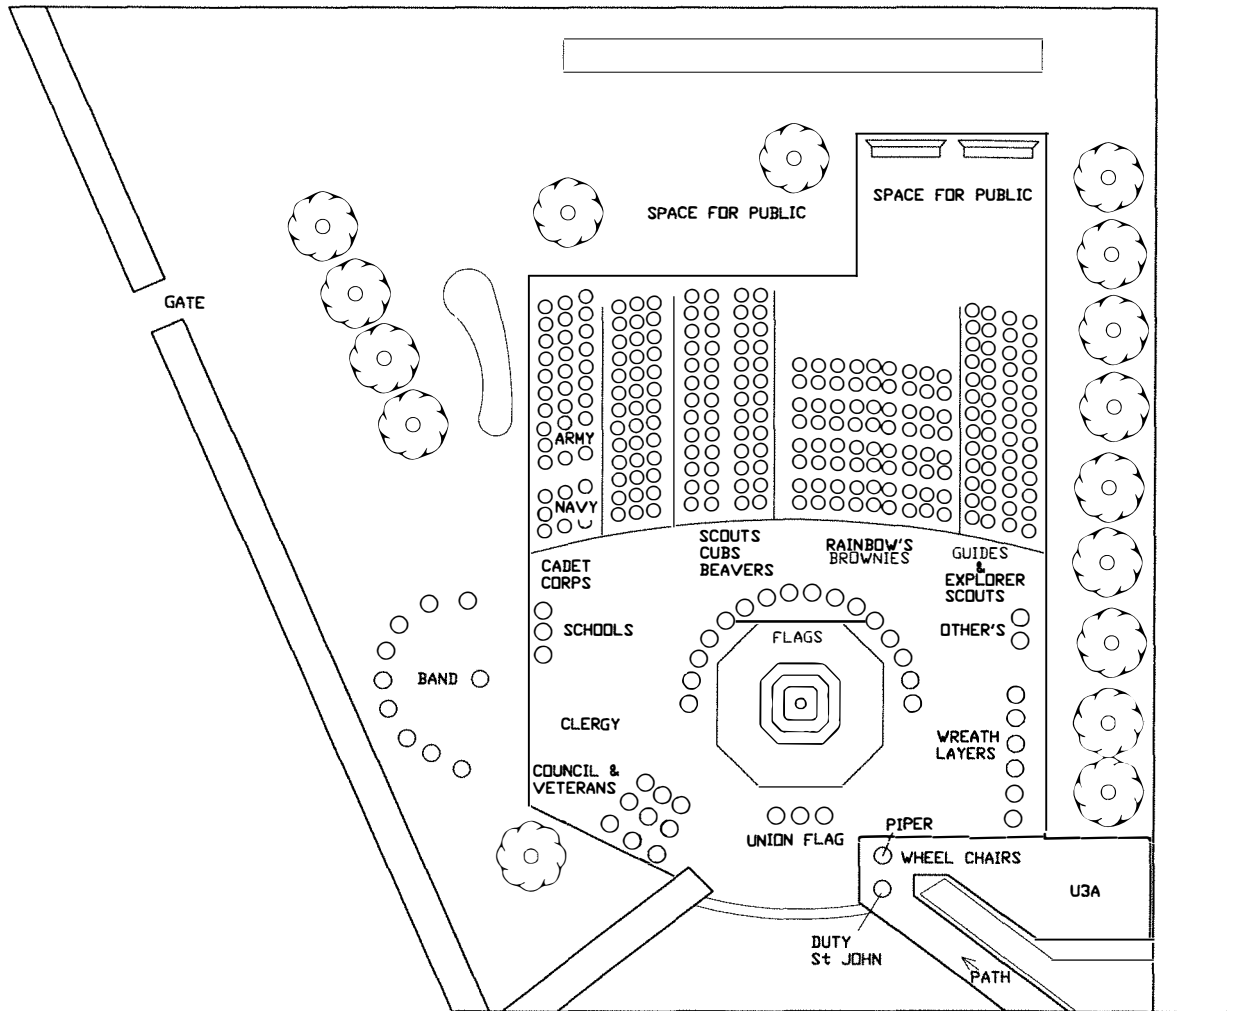 SPACE FOR PUBLIC
SPACE FOR PUBLIC
GATE
ARMY
NAVY
CADET
CORPS
SCOUTS
CUBS
BEAVERS
RAINBOW'S
BROWNIES
GUIDES
&
EXPLORER
SCOUTS
SCHOOLS
FLAGS
OTHER'S
BAND
CLERGY
WREATH
LAYERS
COUNCIL &
VETERANS
UNION FLAG
PIPER
WHEEL CHAIRS
U3A
DUTY
St JOHN
PATH